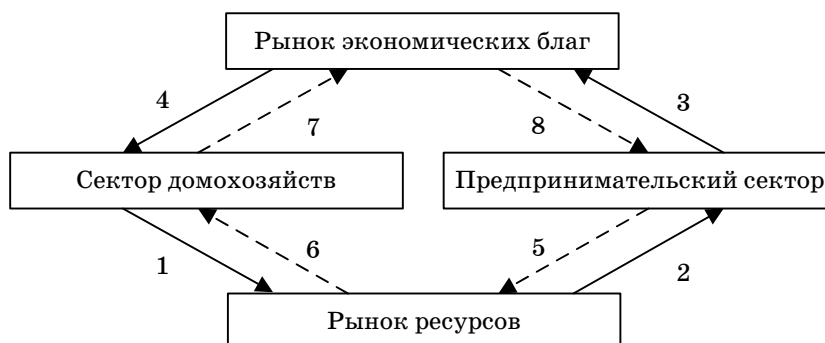 Рынок экономических благ
4
3
7
8
Сектор домохозяйств
Предпринимательский сектор
6
5
1
2
Рынок ресурсов